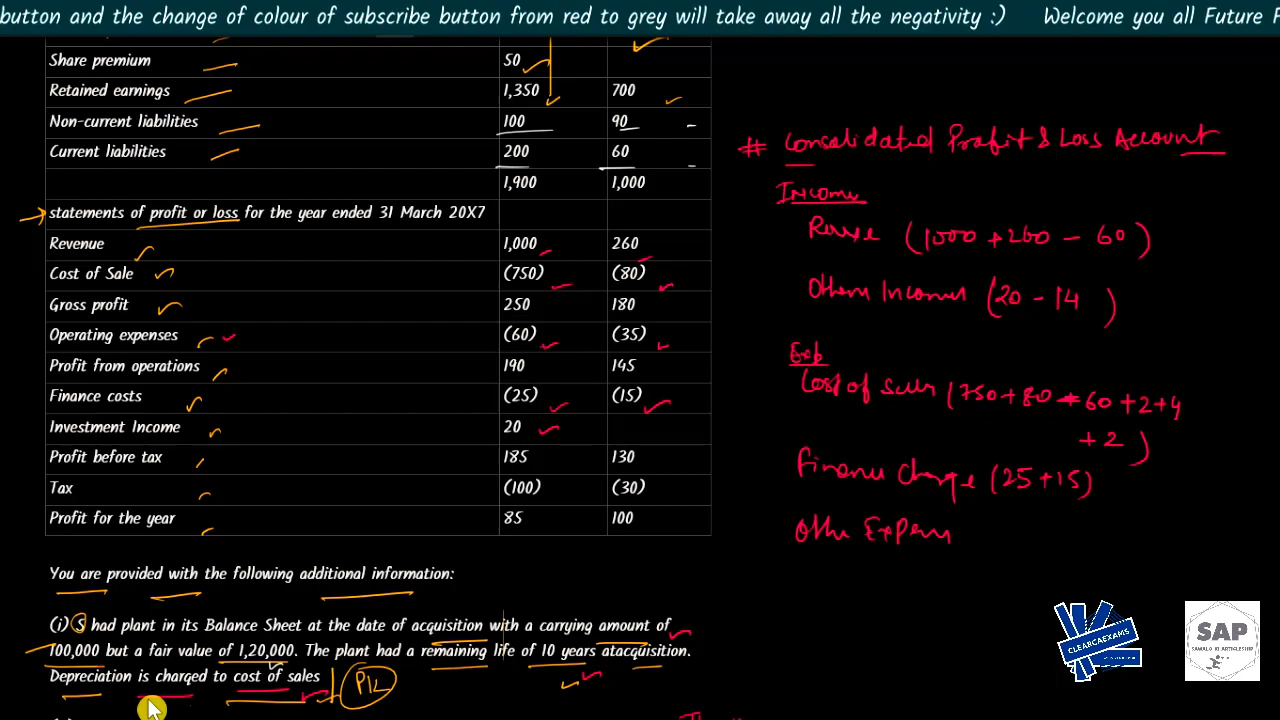 button and the change of colour of subscribe button from red to grey will take away all the negativity :) Welcome you all Future F
Share premium 50
Retained earnings 1,350 700
Non-current liabilities 100 90
Current liabilities 200 60
1,900 1,000
statements of profit or loss for the year ended 31 March 20X7
Revenue 1,000 260
Cost of Sale (750) (80)
Gross profit 250 180
Operating expenses (60) (35)
Profit from operations 190 145
Finance costs (25) (15)
Investment Income 20
Profit before tax 185 130
Tax (100) (30)
Profit for the year 85 100
You are provided with the following additional information:
(i) S had plant in its Balance Sheet at the date of acquisition with a carrying amount of
100,000 but a fair value of 1,20,000. The plant had a remaining life of 10 years atacquisition.
Depreciation is charged to cost of sales
P/L
# Consolidated Profit & Loss Account
Income
(1000 + 260 - 60)
Others Incomes (20 - 14)
Exp
Cost of (750 + 80 - 60 + 2 + 4
+ 2)
Finance Charge (25 + 15)
CLEARCAEXAMS
SAP
SAMALO KI ARTICLESHIP